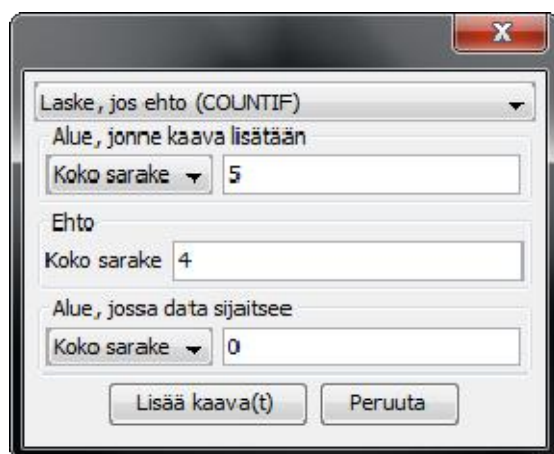 Laske, jos ehto (COUNTIF)
Alue, jonne kaava lisätään
Koko sarake 5
Ehto
Koko sarake 4
Alue, jossa data sijaitsee
Koko sarake 0
Lisää kaava(t) Peruuta